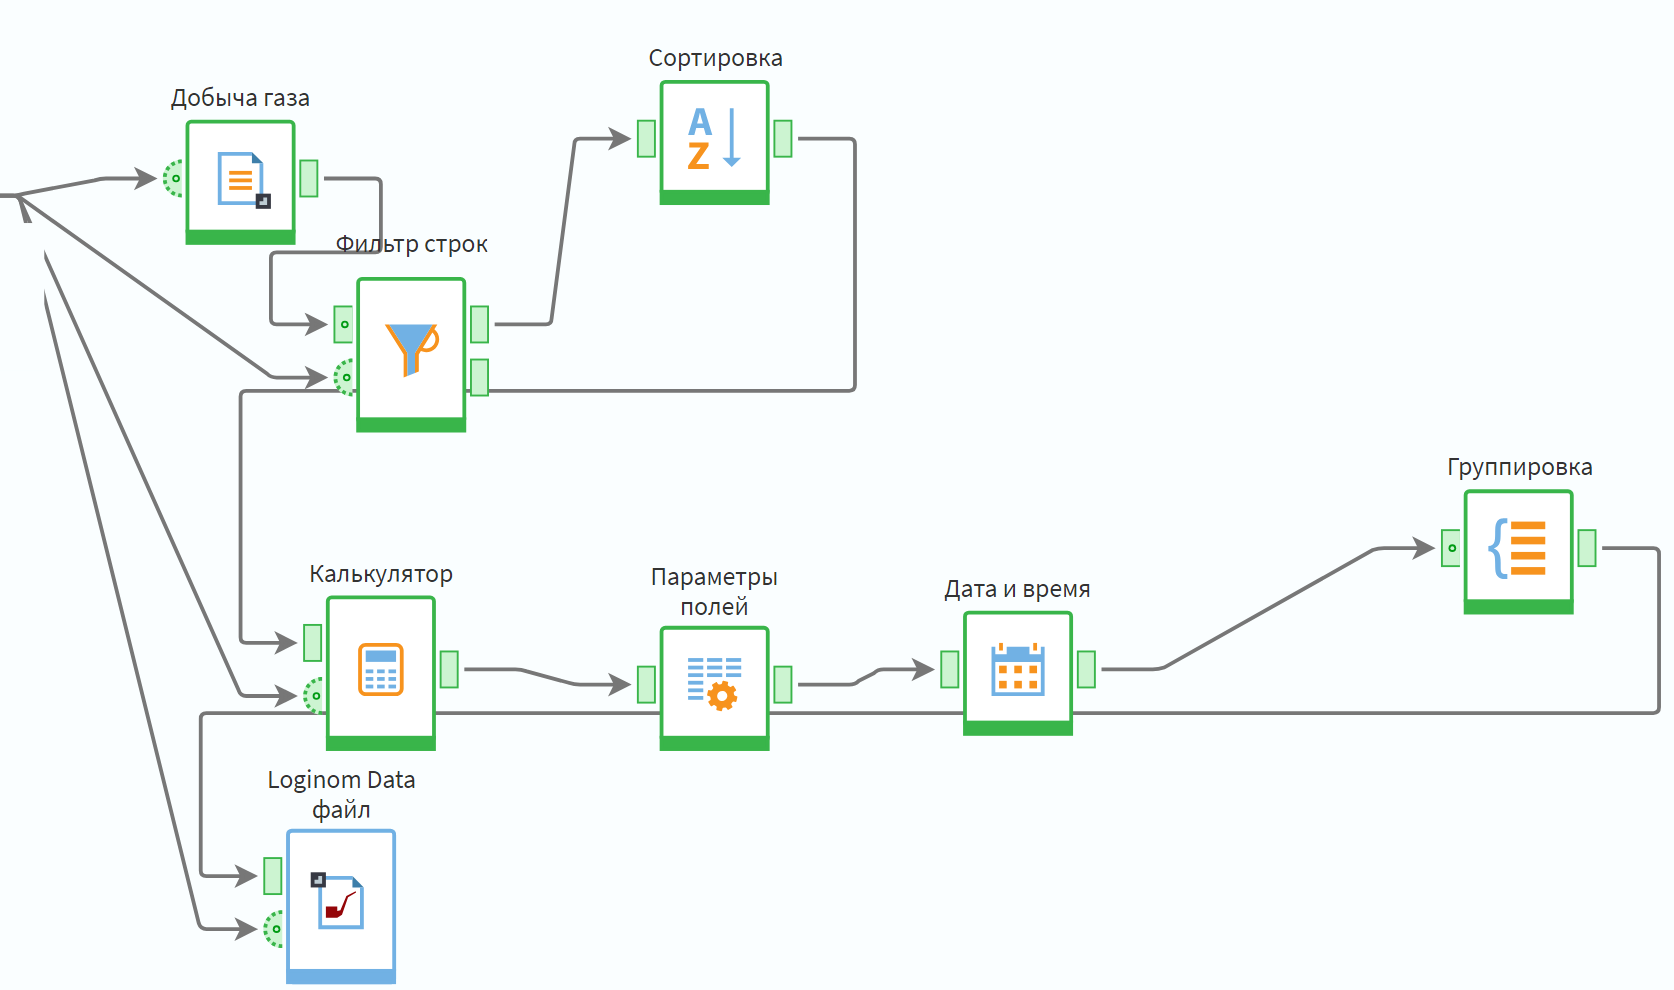 Сортировка
Добыча газа
Фильтр строк
Группировка
Калькулятор
Параметры
полей
Дата и время
Loginom Data
файл